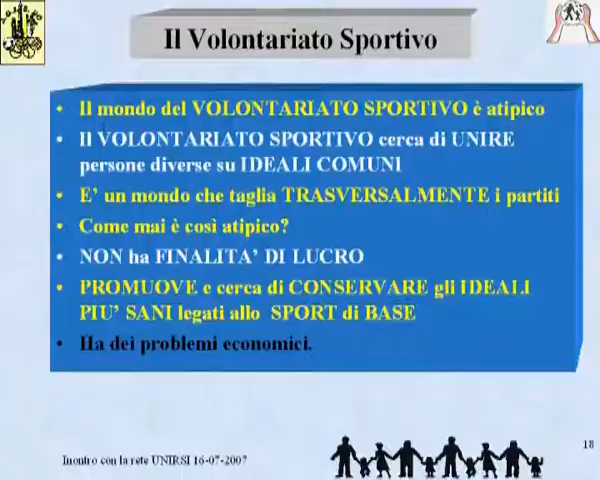 Il Volontariato Sportivo
• Il mondo del VOLONTARIATO SPORTIVO è atipico
• Il VOLONTARIATO SPORTIVO cerca di UNIRE
persone diverse su IDEALI COMUNI
• E' un mondo che taglia TRASVERSALMENTE i partiti
• Come mai è così atipico?
• NON ha FINALITA' DI LUCRO
• PROMUOVE e cerca di CONSERVARE gli IDEALI
PIU' SANI legati allo SPORT di BASE
• Ha dei problemi economici.
18
Inontro con la rete UNIRSI 16-07-2007